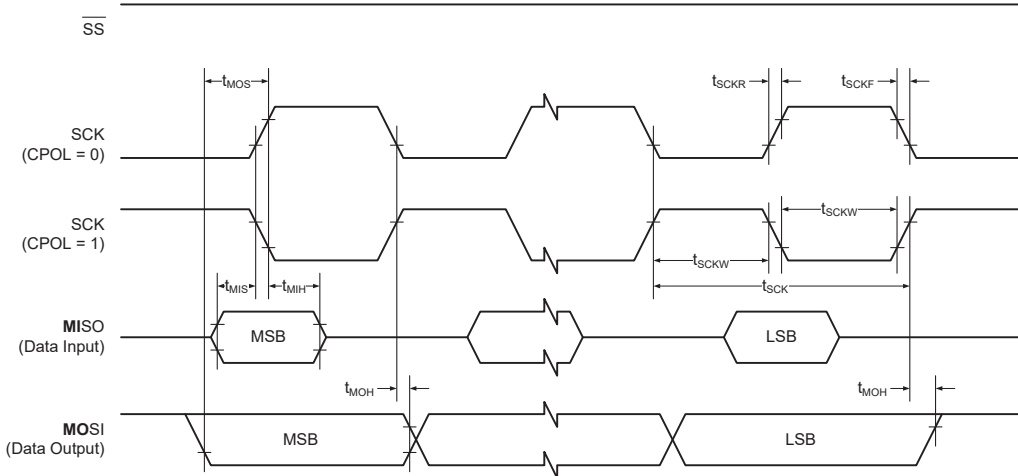 SS
tMOS
tSCKR
tSCKF
SCK
(CPOL = 0)
SCK
(CPOL = 1)
tSCKW
tSCKW
tSCK
tMIS
tMIH
MISO
(Data Input)
MSB
LSB
tMOH
tMOH
MOSI
(Data Output)
MSB
LSB